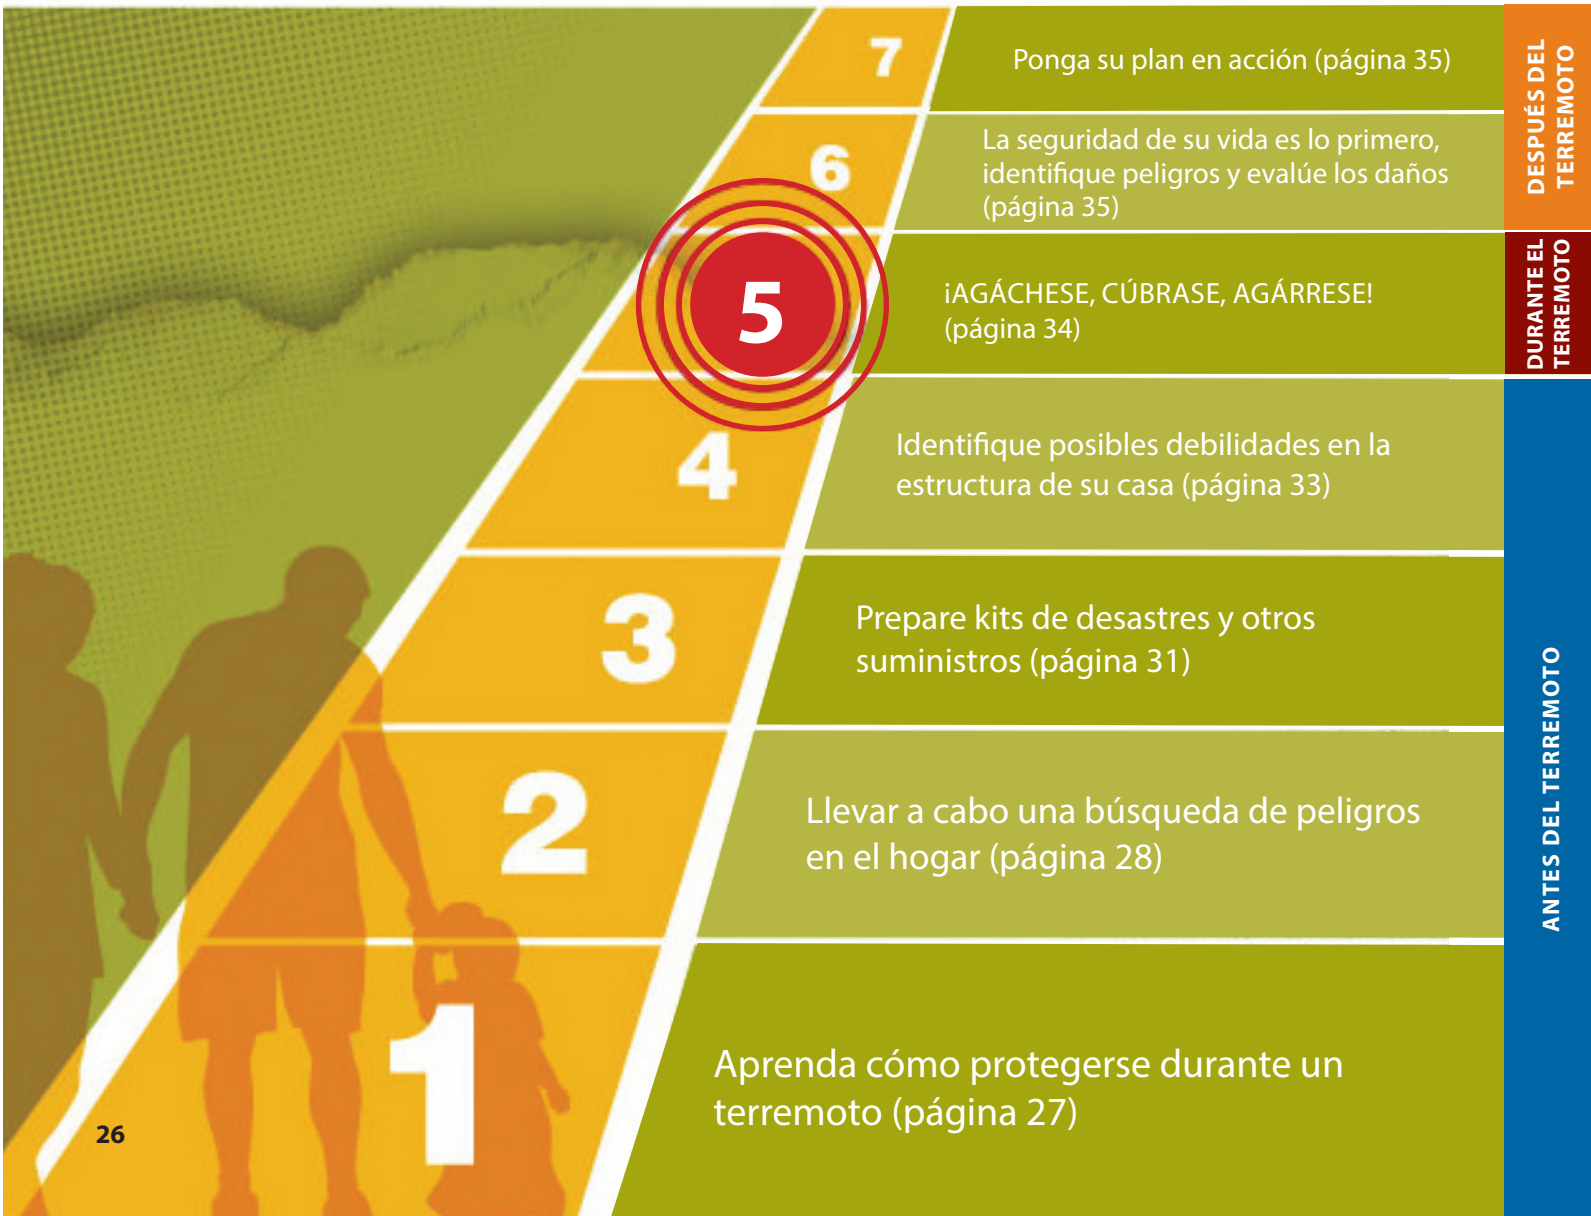 7
Ponga su plan en acción (página 35)
6
La seguridad de su vida es lo primero,
identifique peligros y evalúe los daños
(página 35)
DESPUÉS DEL
TERREMOTO
5
¡AGÁCHESE, CÚBRASE, AGÁRRESE!
(página 34)
DURANTE EL
TERREMOTO
4
Identifique posibles debilidades en la
estructura de su casa (página 33)
3
Prepare kits de desastres y otros
suministros (página 31)
2
Llevar a cabo una búsqueda de peligros
en el hogar (página 28)
1
Aprenda cómo protegerse durante un
terremoto (página 27)
ANTES DEL TERREMOTO
26